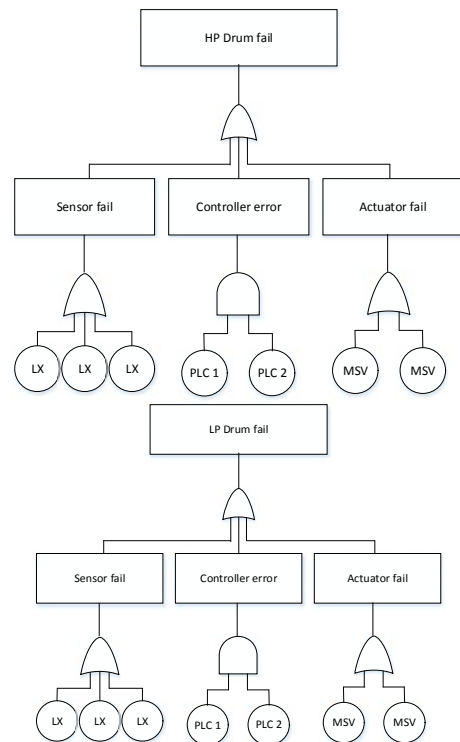 HP Drum fail
Sensor fail
Controller error
Actuator fail
LX
LX
LX
PLC 1
PLC 2
MSV
MSV
LP Drum fail
Sensor fail
Controller error
Actuator fail
LX
LX
LX
PLC 1
PLC 2
MSV
MSV